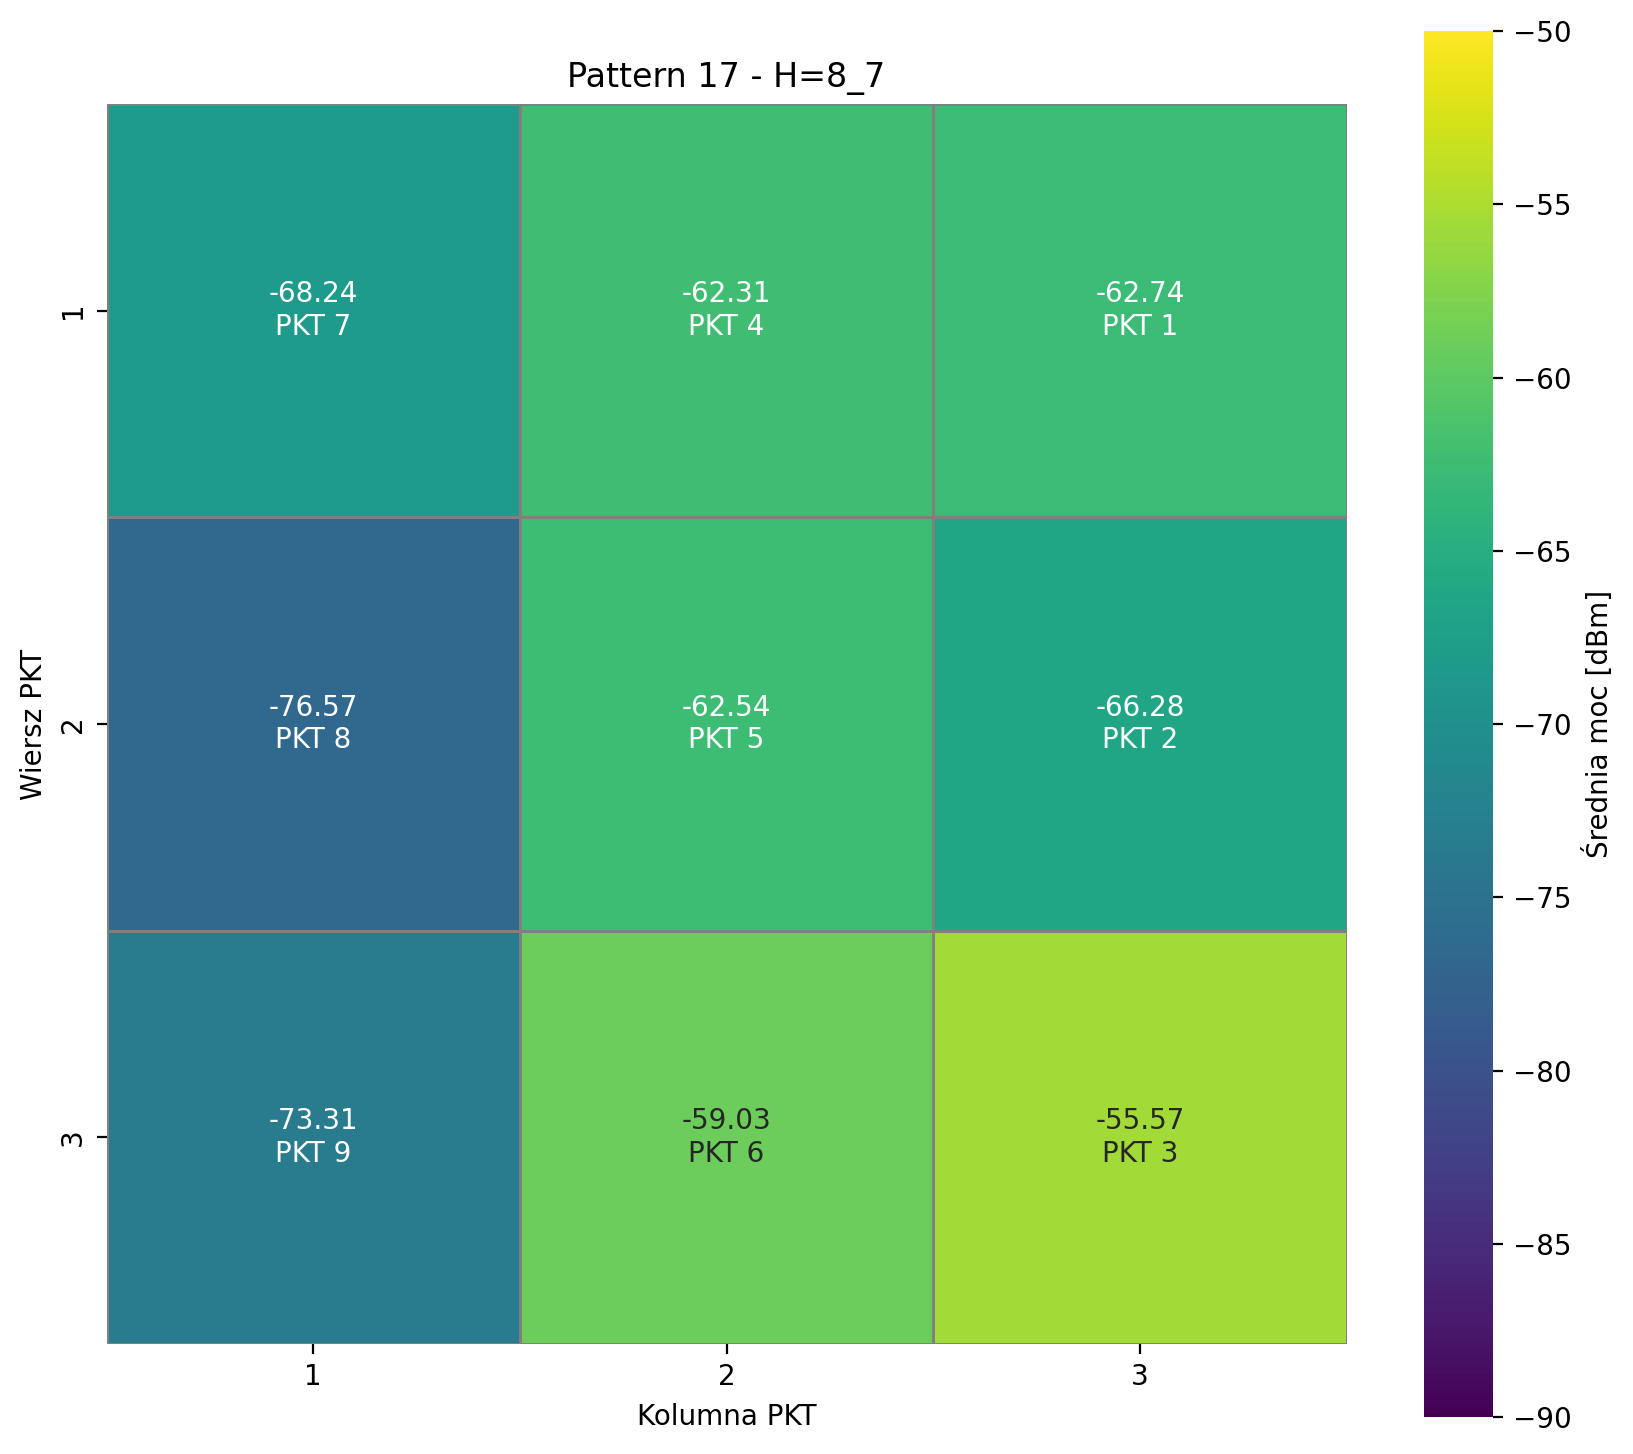 Pattern 17 - H=8_7
-68.24
PKT 7
-62.31
PKT 4
-62.74
PKT 1
-76.57
PKT 8
-62.54
PKT 5
-66.28
PKT 2
-73.31
PKT 9
-59.03
PKT 6
-55.57
PKT 3
1
2
3
Wiersz PKT
1
2
3
Kolumna PKT
−50
−55
−60
−65
−70
−75
−80
−85
−90
Średnia moc [dBm]